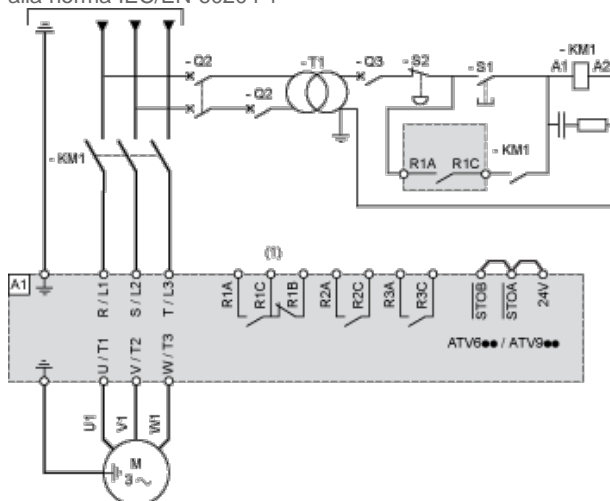 alla norma IEC/EN 60204-1
- Q2
- T1
- Q3
- S2
- S1
- KM1
A1
A2
- Q2
- KM1
R1A
R1C
- KM1
(1)
A1
R / L1
S / L2
T / L3
R1A
R1C
R1B
R2A
R2C
R3A
R3C
STOB
STOA
24V
ATV6●● / ATV9●●
U / T1
V / T2
W / T3
U1
V1
W1
M
3 ~